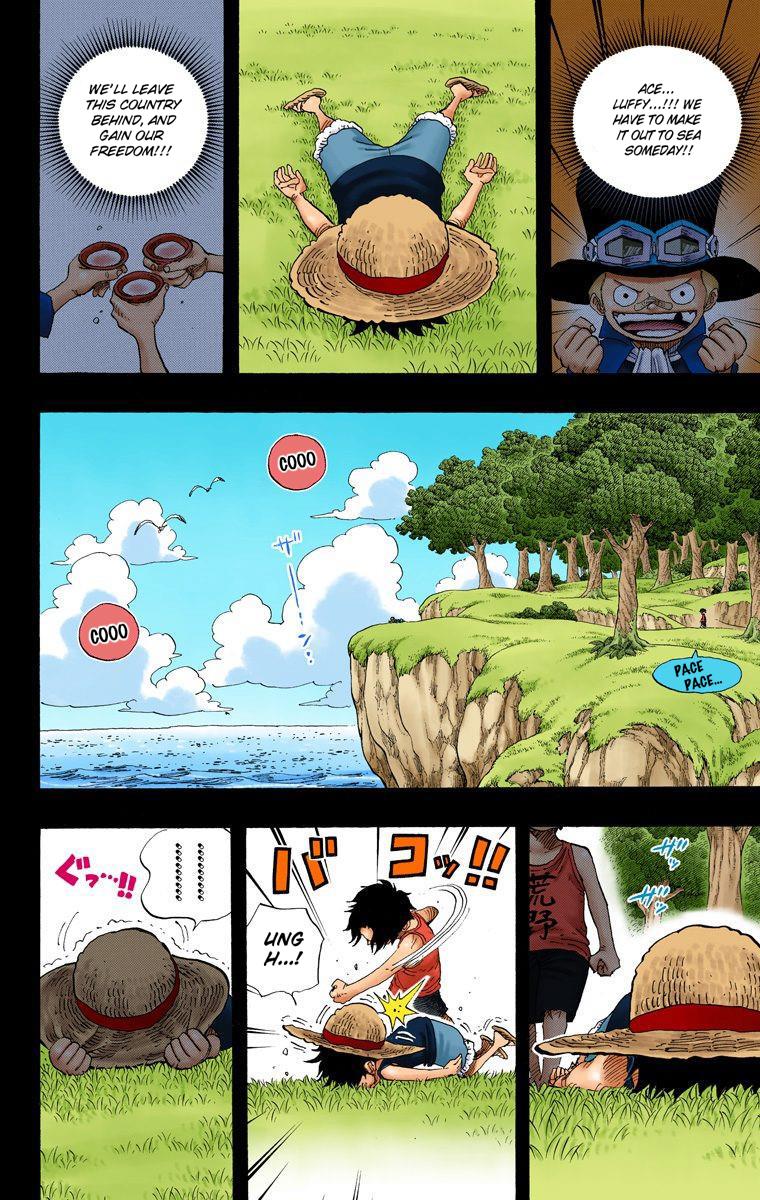 ACE...
LUFFY...!!! WE
HAVE TO MAKE
IT OUT TO SEA
SOMEDAY!!
WE'LL LEAVE
THIS COUNTRY
BEHIND, AND
GAIN OUR
FREEDOM!!!
COOO
ザーン!
COOO
PACE
PACE...
ザッ
ザッ
荒野
バコッ!!
UNG
H...!
ぐっ…!!